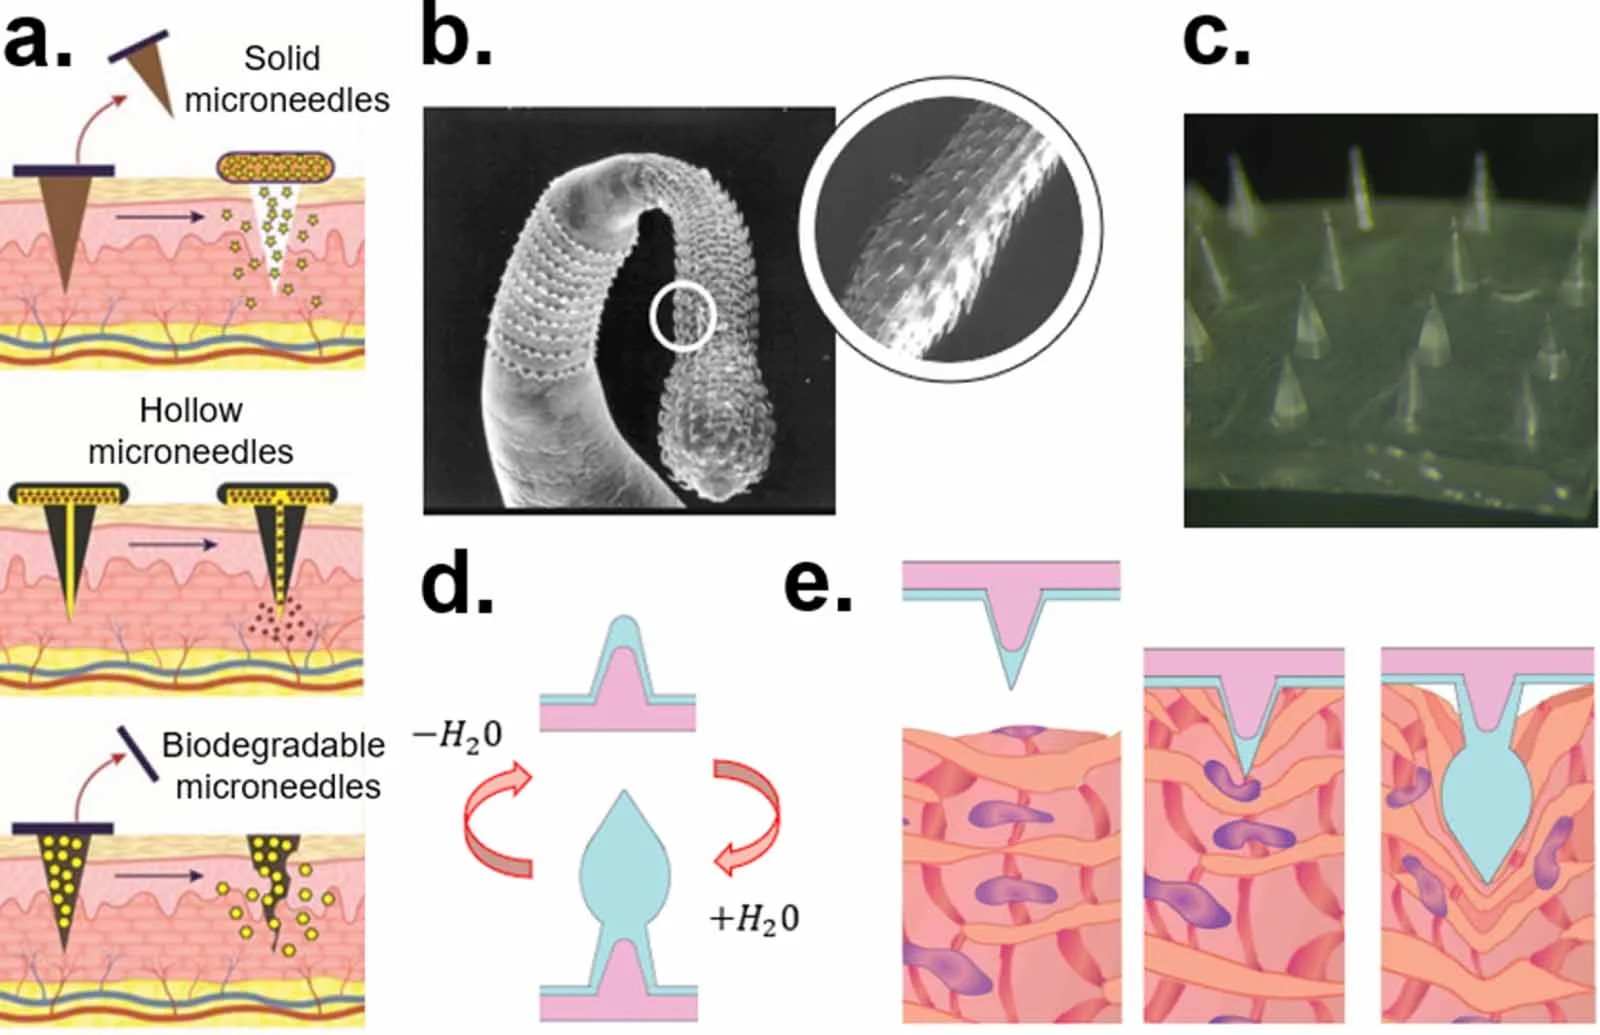 a.
Solid
microneedles
Hollow
microneedles
Biodegradable
microneedles
b.
c.
d.
−H₂0
+H₂0
e.